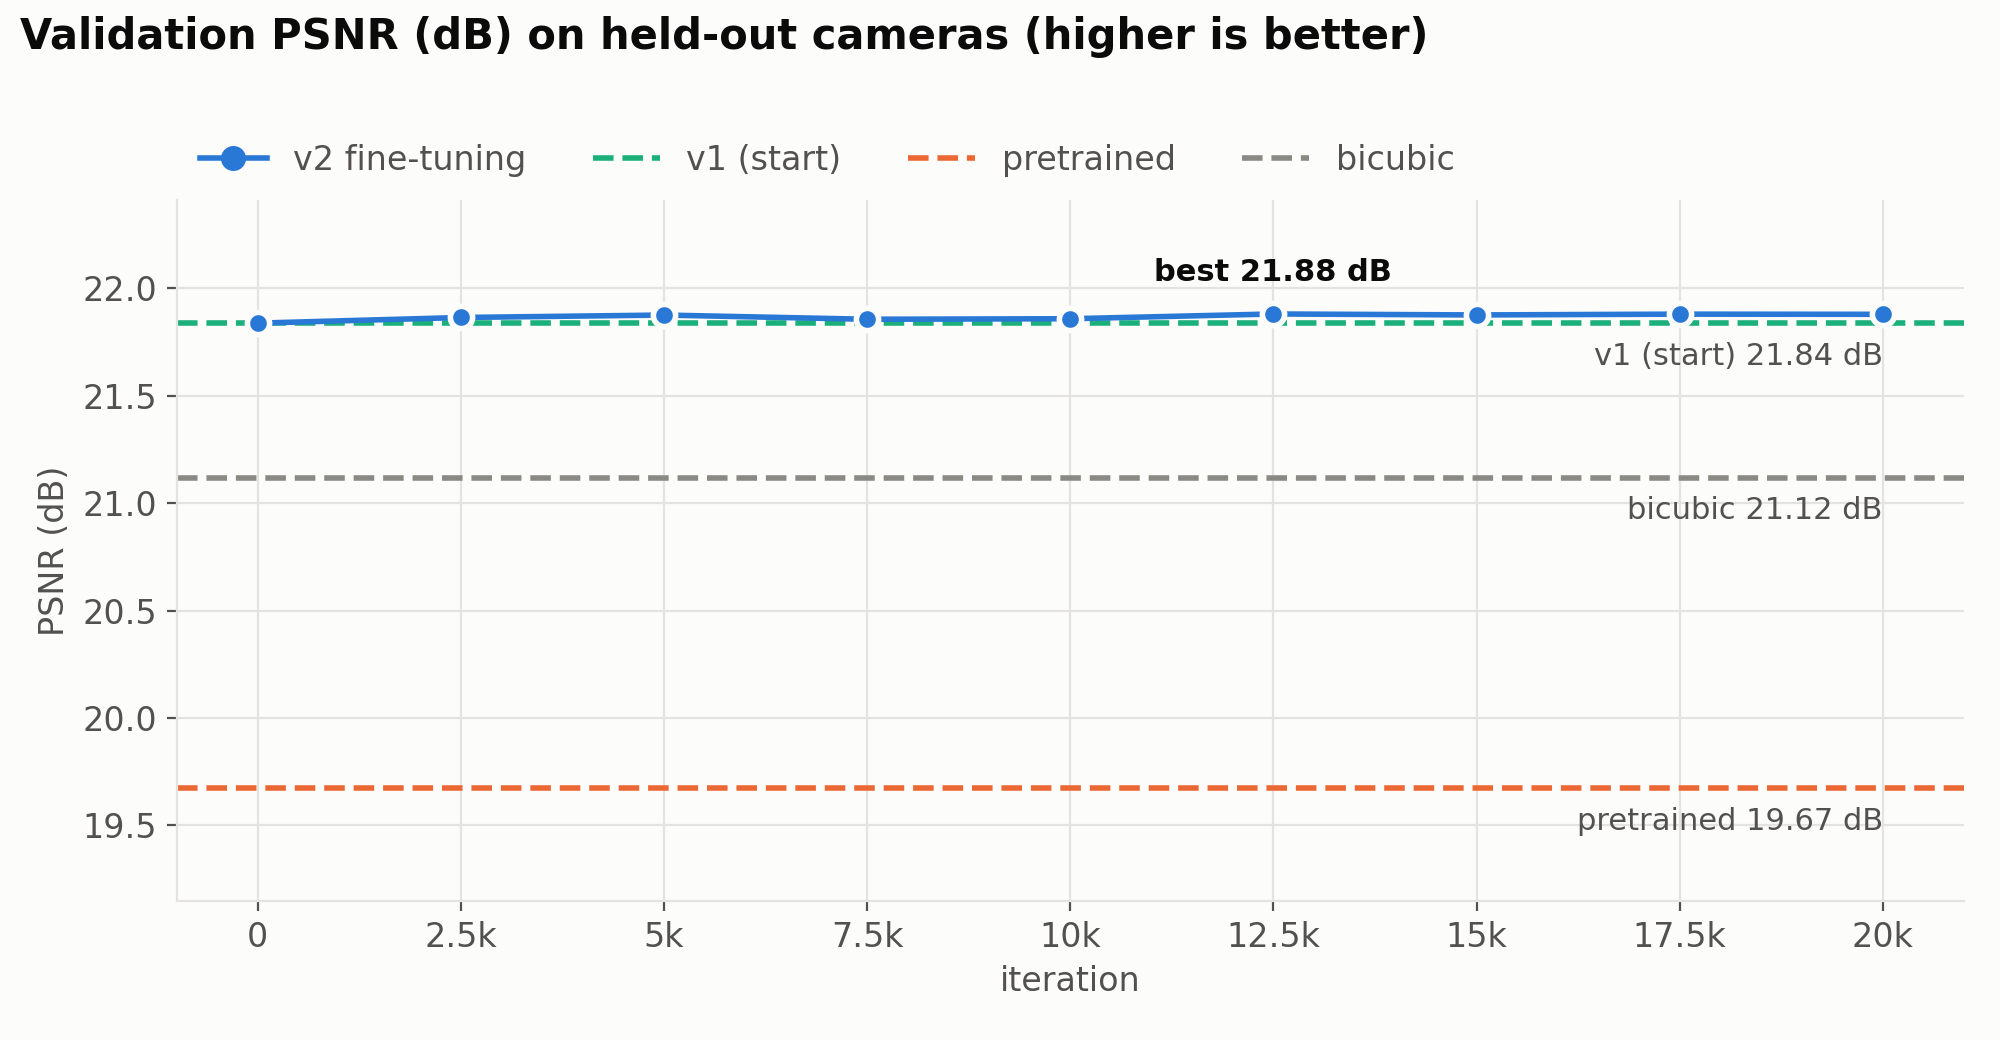 Validation PSNR (dB) on held-out cameras (higher is better)
v2 fine-tuning v1 (start) pretrained bicubic
best 21.88 dB
22.0
v1 (start) 21.84 dB
21.5
21.0
bicubic 21.12 dB
20.5
20.0
19.5
pretrained 19.67 dB
PSNR (dB)
0 2.5k 5k 7.5k 10k 12.5k 15k 17.5k 20k
iteration